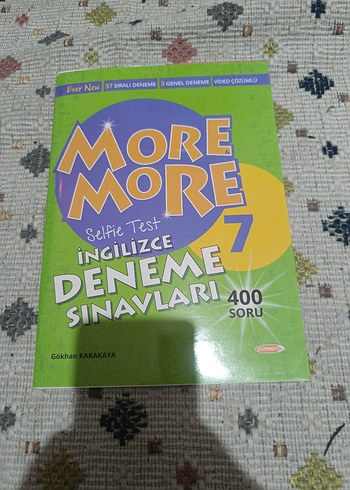 Ever New 37 SIRALI DENEME 3 GENEL DENEME VİDEO ÇÖZÜMLÜ
MORE
MORE
7
Selfie Test
İNGİLİZCE
DENEME
SINAVLARI
400
SORU
Gökhan KARAKAYA